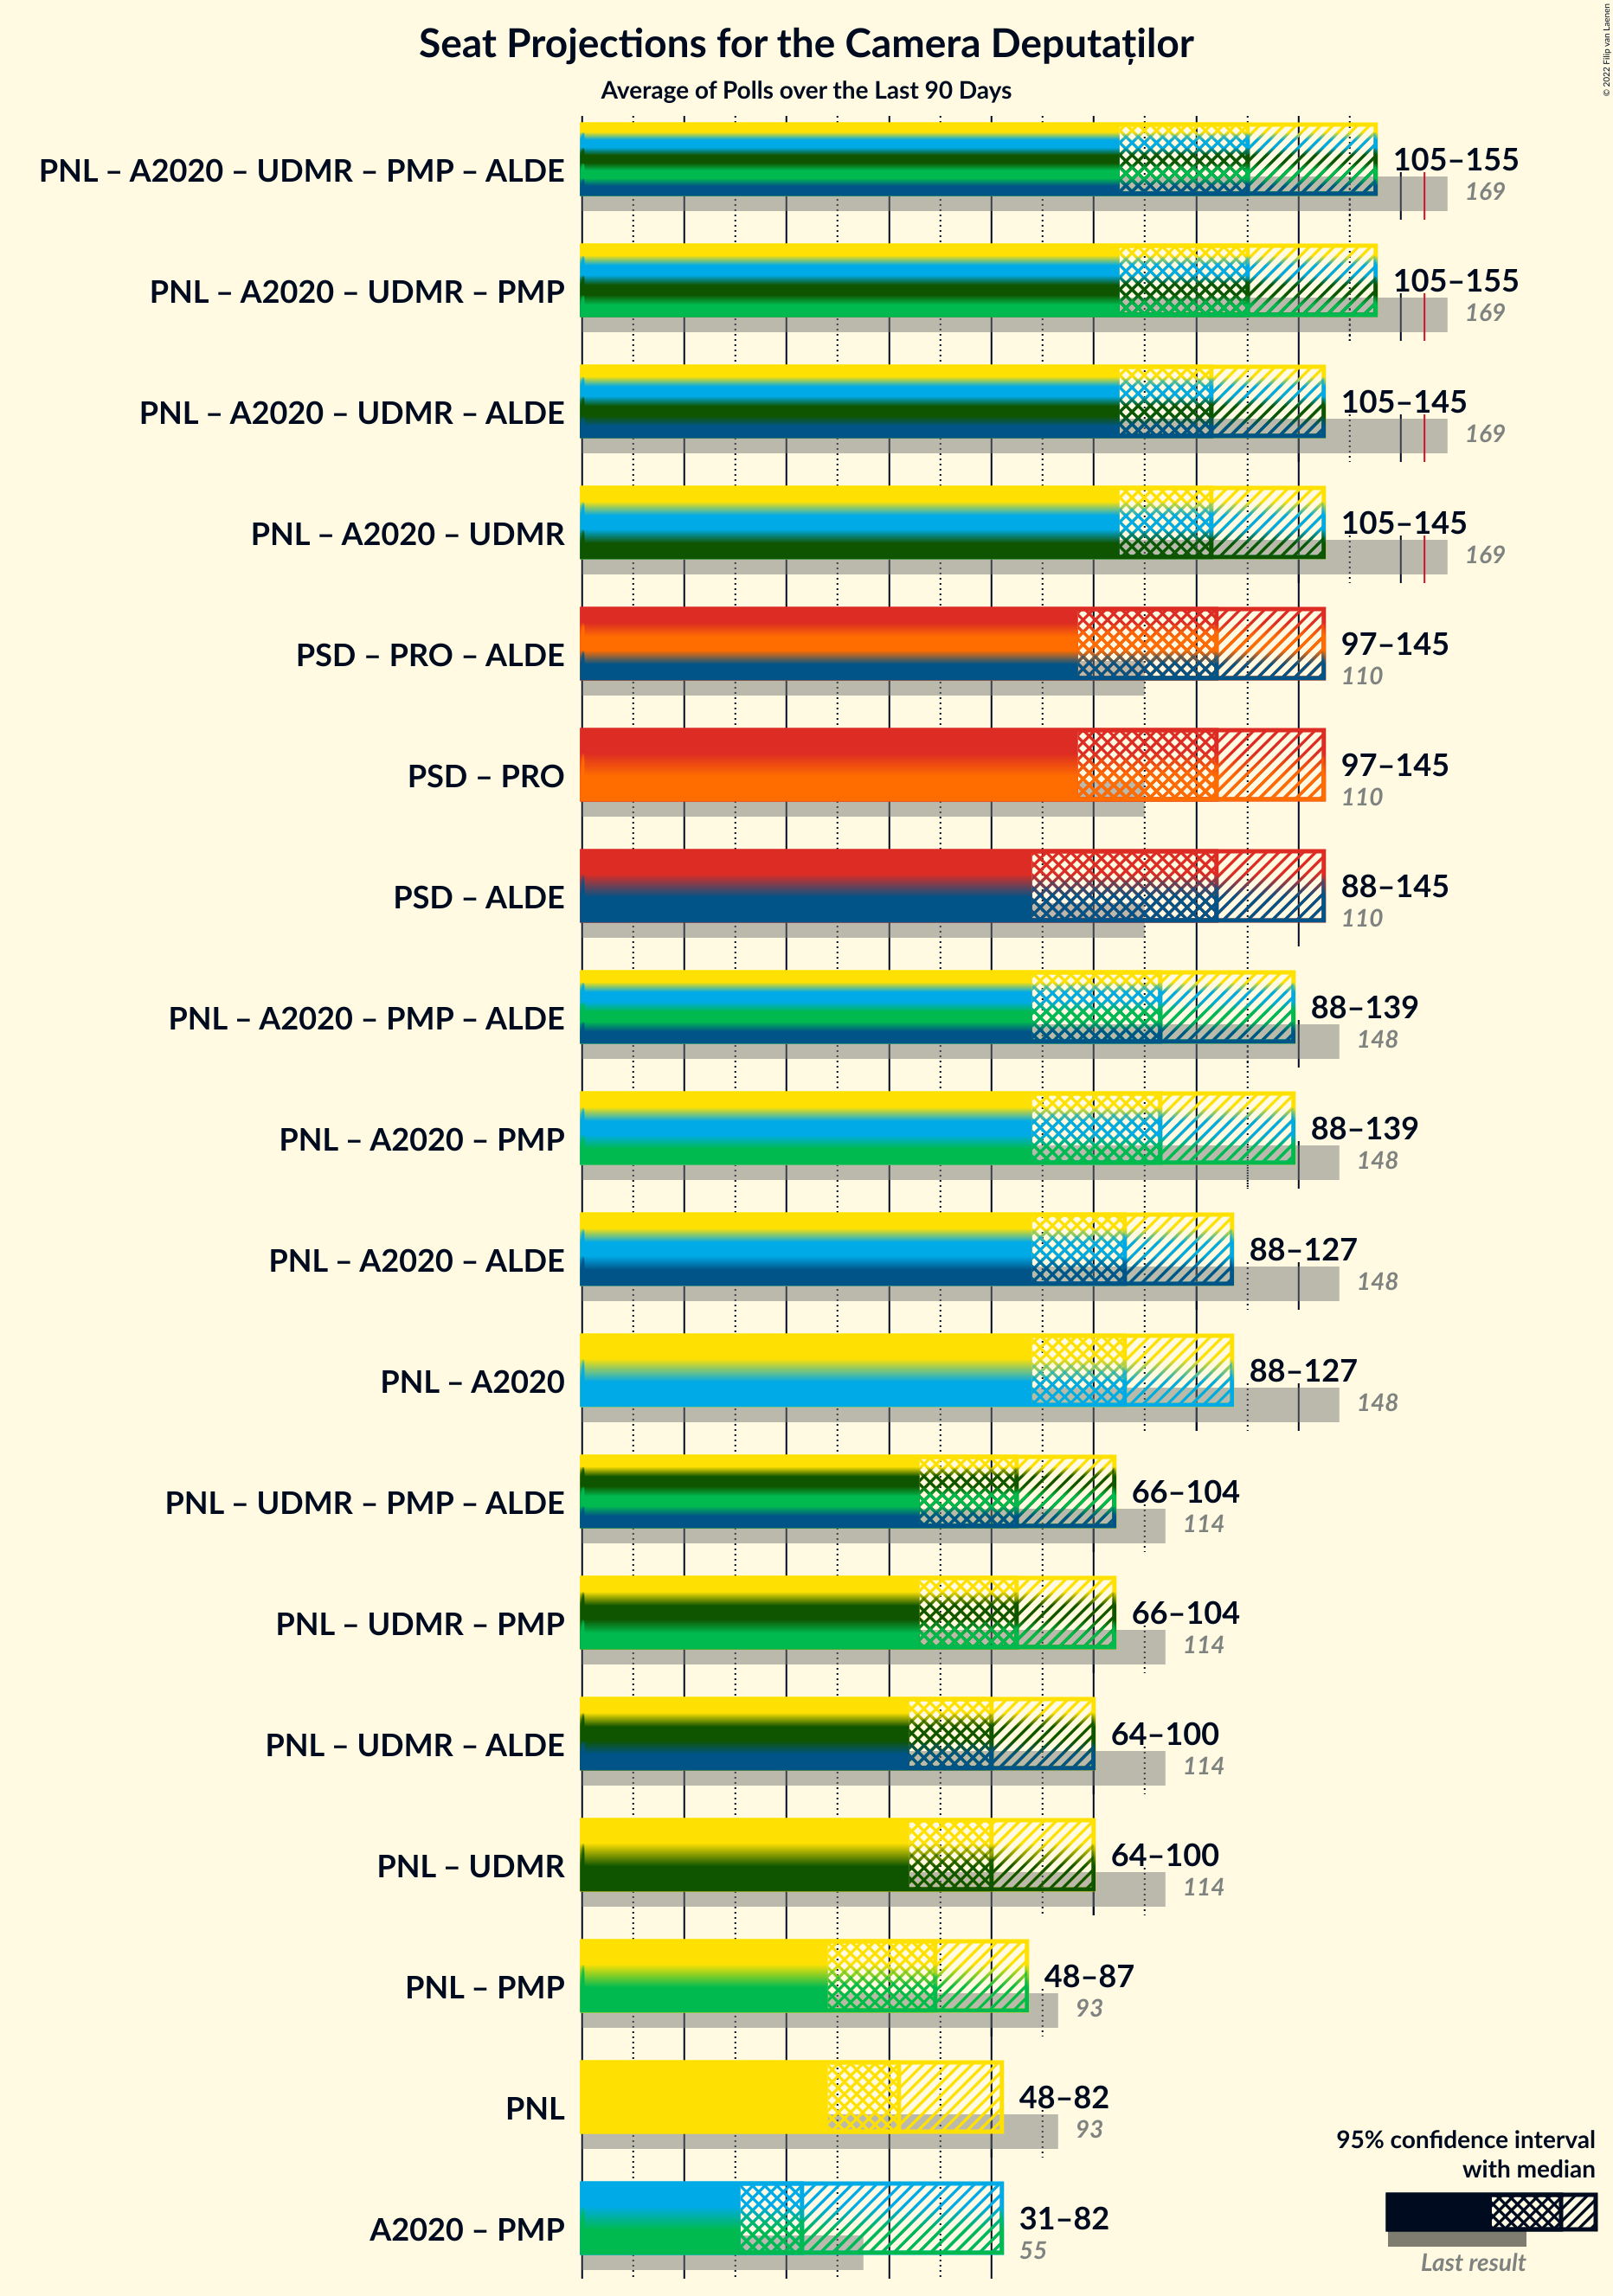 Seat Projections for the Camera Deputaților
Average of Polls over the Last 90 Days
© 2022 Filip van Laenen
PNL – A2020 – UDMR – PMP – ALDE
105–155
169
PNL – A2020 – UDMR – PMP
105–155
169
PNL – A2020 – UDMR – ALDE
105–145
169
PNL – A2020 – UDMR
105–145
169
PSD – PRO – ALDE
97–145
110
PSD – PRO
97–145
110
PSD – ALDE
88–145
110
PNL – A2020 – PMP – ALDE
88–139
148
PNL – A2020 – PMP
88–139
148
PNL – A2020 – ALDE
88–127
148
PNL – A2020
88–127
148
PNL – UDMR – PMP – ALDE
66–104
114
PNL – UDMR – PMP
66–104
114
PNL – UDMR – ALDE
64–100
114
PNL – UDMR
64–100
114
PNL – PMP
48–87
93
PNL
48–82
93
A2020 – PMP
31–82
55
95% confidence interval
with median
Last result